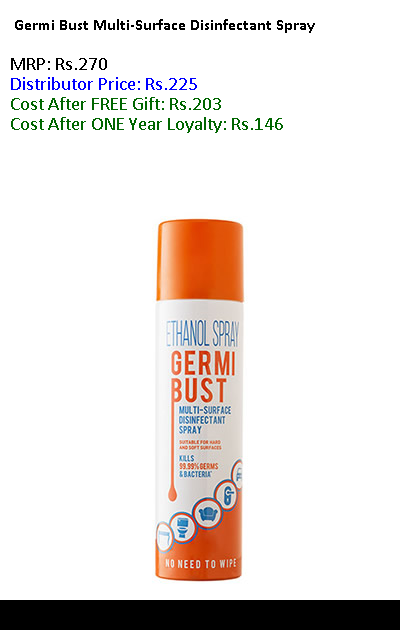 Germi Bust Multi-Surface Disinfectant Spray
MRP: Rs.270
Distributor Price: Rs.225
Cost After FREE Gift: Rs.203
Cost After ONE Year Loyalty: Rs.146
ETHANOL SPRAY
GERMI
BUST
MULTI-SURFACE
DISINFECTANT
SPRAY
SUITABLE FOR HARD
AND SOFT SURFACES
KILLS
99.99% GERMS
& BACTERIA*
NO NEED TO WIPE